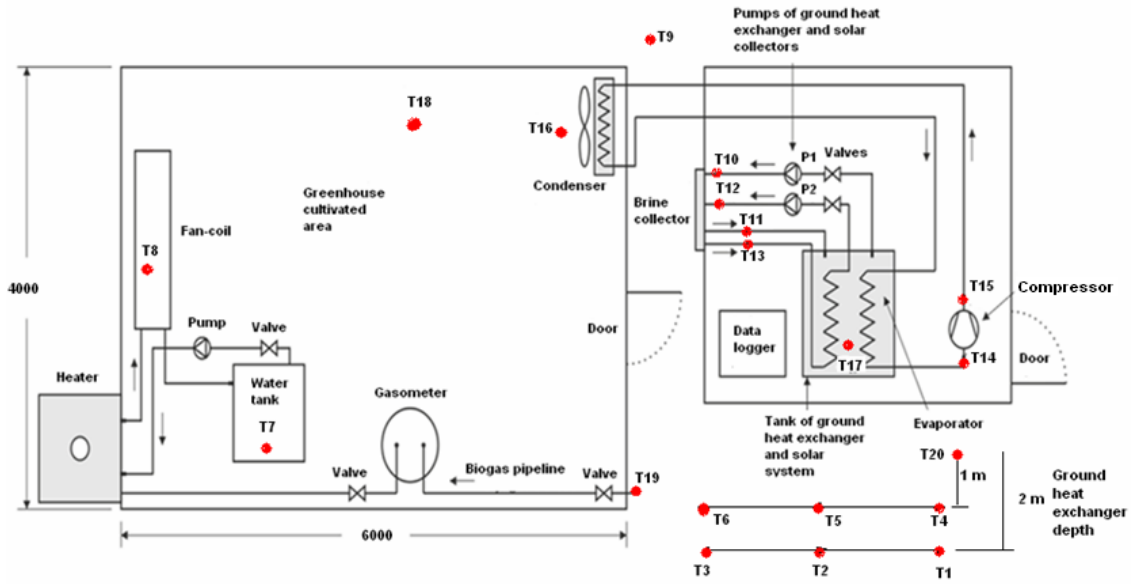 Pumps of ground heat
exchanger and solar
collectors
T9
T18
T16
Condenser
T10
P1
Valves
T12
P2
Brine
collector
T11
T13
Greenhouse
cultivated
area
Fan-coil
T8
4000
T15
Compressor
Pump
Valve
Door
Data
logger
T17
T14
Door
Heater
Water
tank
T7
Gasometer
Tank of ground
heat exchanger
and solar
system
Evaporator
Valve
Biogas pipeline
Valve
T19
T20
1 m
2 m
Ground
heat
exchanger
depth
T6
T5
T4
6000
T3
T2
T1